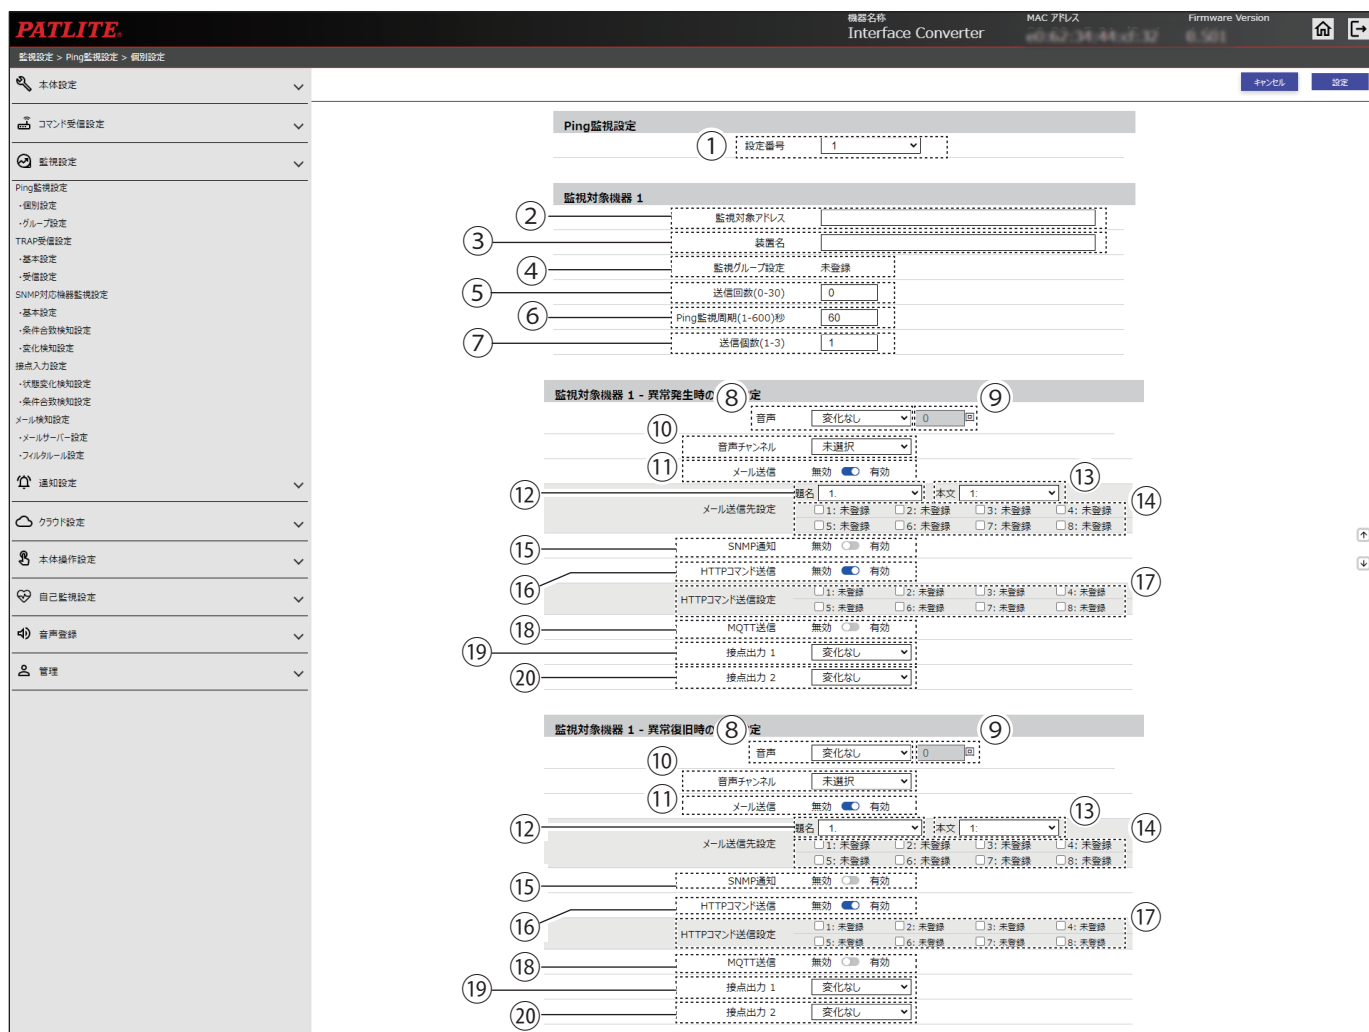 PATLITE
機器名称
Interface Converter
MAC アドレス
Firmware Version
監視設定 > Ping監視設定 > 個別設定
キャンセル
設定
本体設定
コマンド受信設定
監視設定
Ping監視設定
・個別設定
・グループ設定
TRAP受信設定
・基本設定
・受信設定
SNMP対応機器監視設定
・基本設定
・条件合致検知設定
・変化検知設定
接点入力設定
・状態変化検知設定
・条件合致検知設定
メール検知設定
・メールサーバー設定
・フィルタルール設定
通知設定
クラウド設定
本体操作設定
自己監視設定
音声登録
管理
Ping監視設定
① 設定番号 1
監視対象機器 1
② 監視対象アドレス
③ 装置名
④ 監視グループ設定 未登録
⑤ 送信回数(0-30) 0
⑥ Ping監視周期(1-600)秒 60
⑦ 送信個数(1-3) 1
監視対象機器 1 - 異常発生時の 定
⑧ 音声 変化なし ⑨ 0 回
⑩ 音声チャンネル 未選択
⑪ メール送信 無効 有効
⑫ 題名 1. 本文 1: ⑬
メール送信先設定 ⑭
1: 未登録 2: 未登録 3: 未登録 4: 未登録
5: 未登録 6: 未登録 7: 未登録 8: 未登録
⑮ SNMP通知 無効 有効
⑯ HTTPコマンド送信 無効 有効
HTTPコマンド送信設定 ⑰
1: 未登録 2: 未登録 3: 未登録 4: 未登録
5: 未登録 6: 未登録 7: 未登録 8: 未登録
⑱ MQTT送信 無効 有効
⑲ 接点出力 1 変化なし
⑳ 接点出力 2 変化なし
監視対象機器 1 - 異常復旧時の 定
⑧ 音声 変化なし ⑨ 0 回
⑩ 音声チャンネル 未選択
⑪ メール送信 無効 有効
⑫ 題名 1. 本文 1: ⑬
メール送信先設定 ⑭
1: 未登録 2: 未登録 3: 未登録 4: 未登録
5: 未登録 6: 未登録 7: 未登録 8: 未登録
⑮ SNMP通知 無効 有効
⑯ HTTPコマンド送信 無効 有効
HTTPコマンド送信設定 ⑰
1: 未登録 2: 未登録 3: 未登録 4: 未登録
5: 未登録 6: 未登録 7: 未登録 8: 未登録
⑱ MQTT送信 無効 有効
⑲ 接点出力 1 変化なし
⑳ 接点出力 2 変化なし